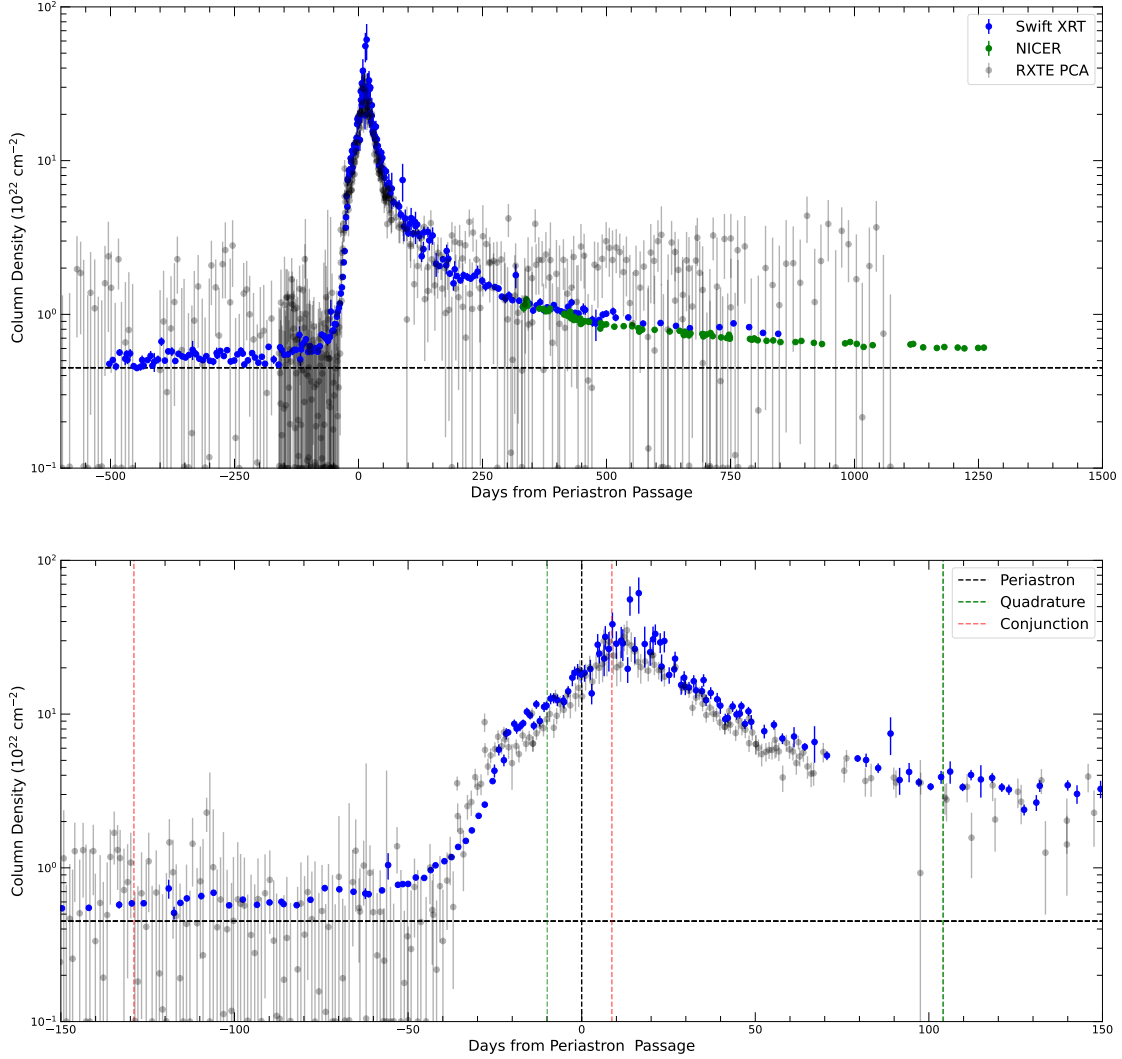 10²
Swift XRT
NICER
RXTE PCA
Column Density (10²² cm⁻²)
10¹
10⁰
10⁻¹
−500 −250 0 250 500 750 1000 1250 1500
Days from Periastron Passage
10²
Periastron
Quadrature
Conjunction
Column Density (10²² cm⁻²)
10¹
10⁰
10⁻¹
−150 −100 −50 0 50 100 150
Days from Periastron  Passage